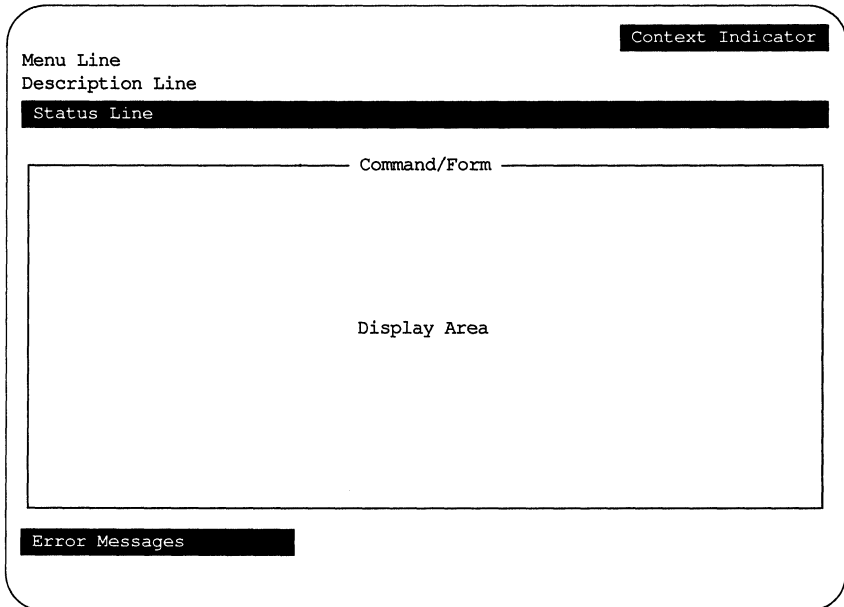 Context Indicator
Menu Line
Description Line
Status Line
Command/Form
Display Area
Error Messages